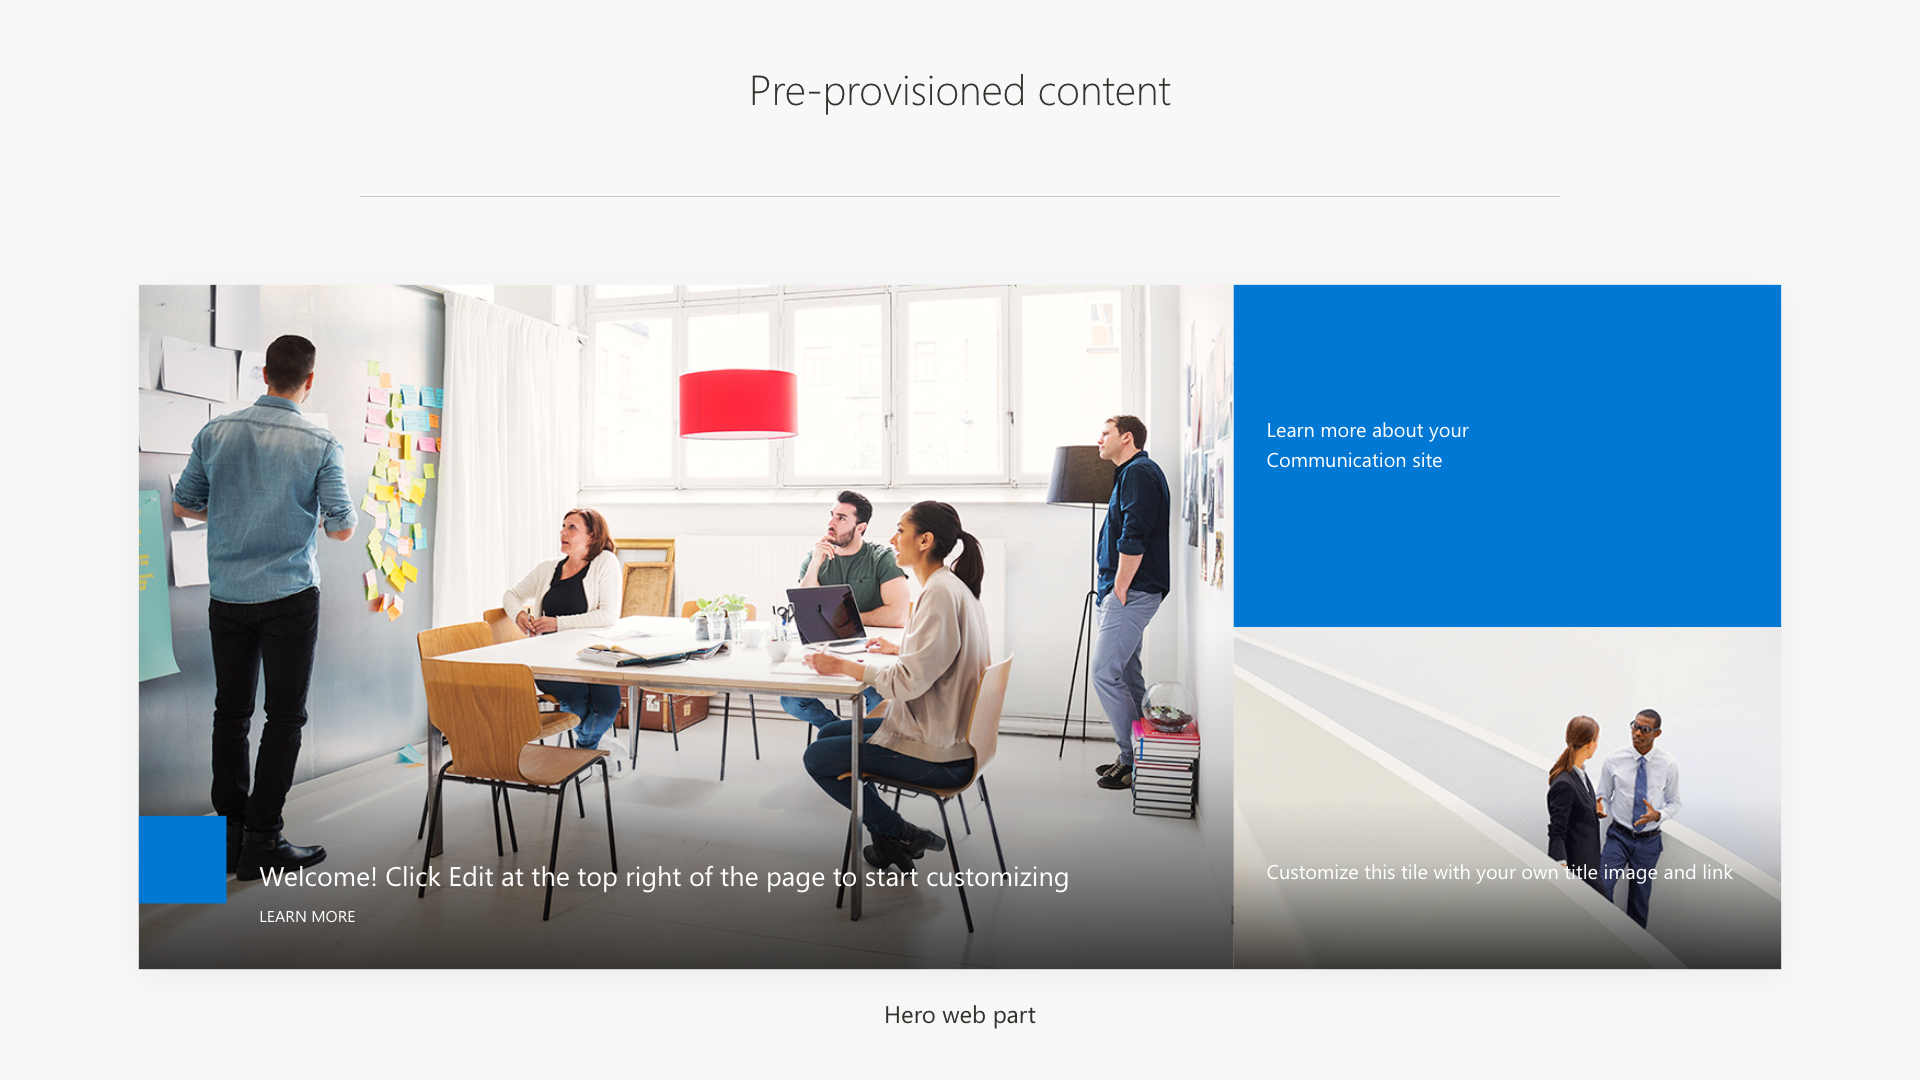 Pre-provisioned content
Learn more about your
Communication site
Welcome! Click Edit at the top right of the page to start customizing
LEARN MORE
Customize this tile with your own title image and link
Hero web part